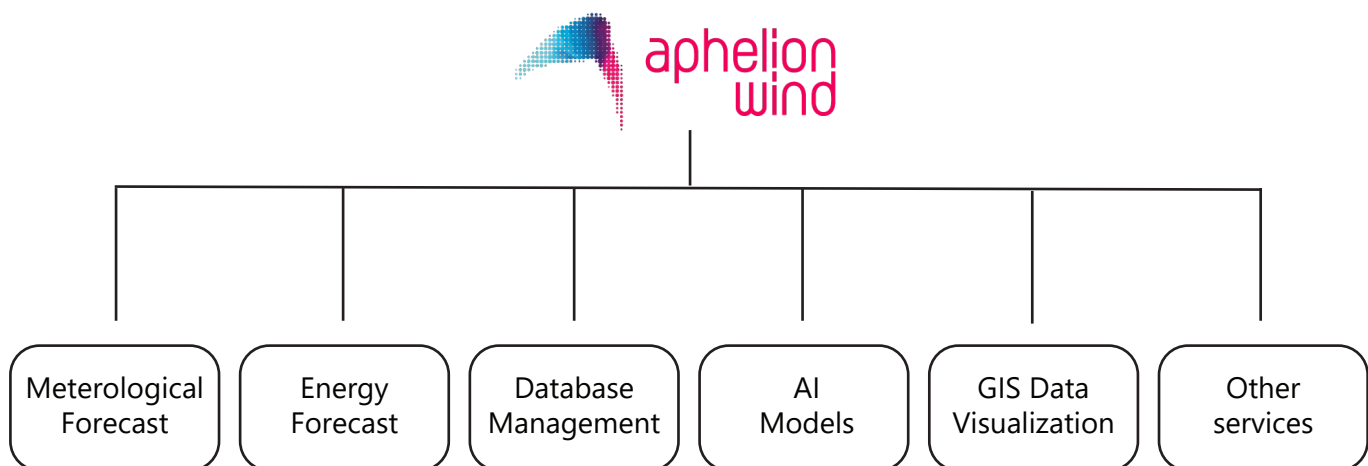 aphelion
wind
Meterological
Forecast
Energy
Forecast
Database
Management
AI
Models
GIS Data
Visualization
Other
services